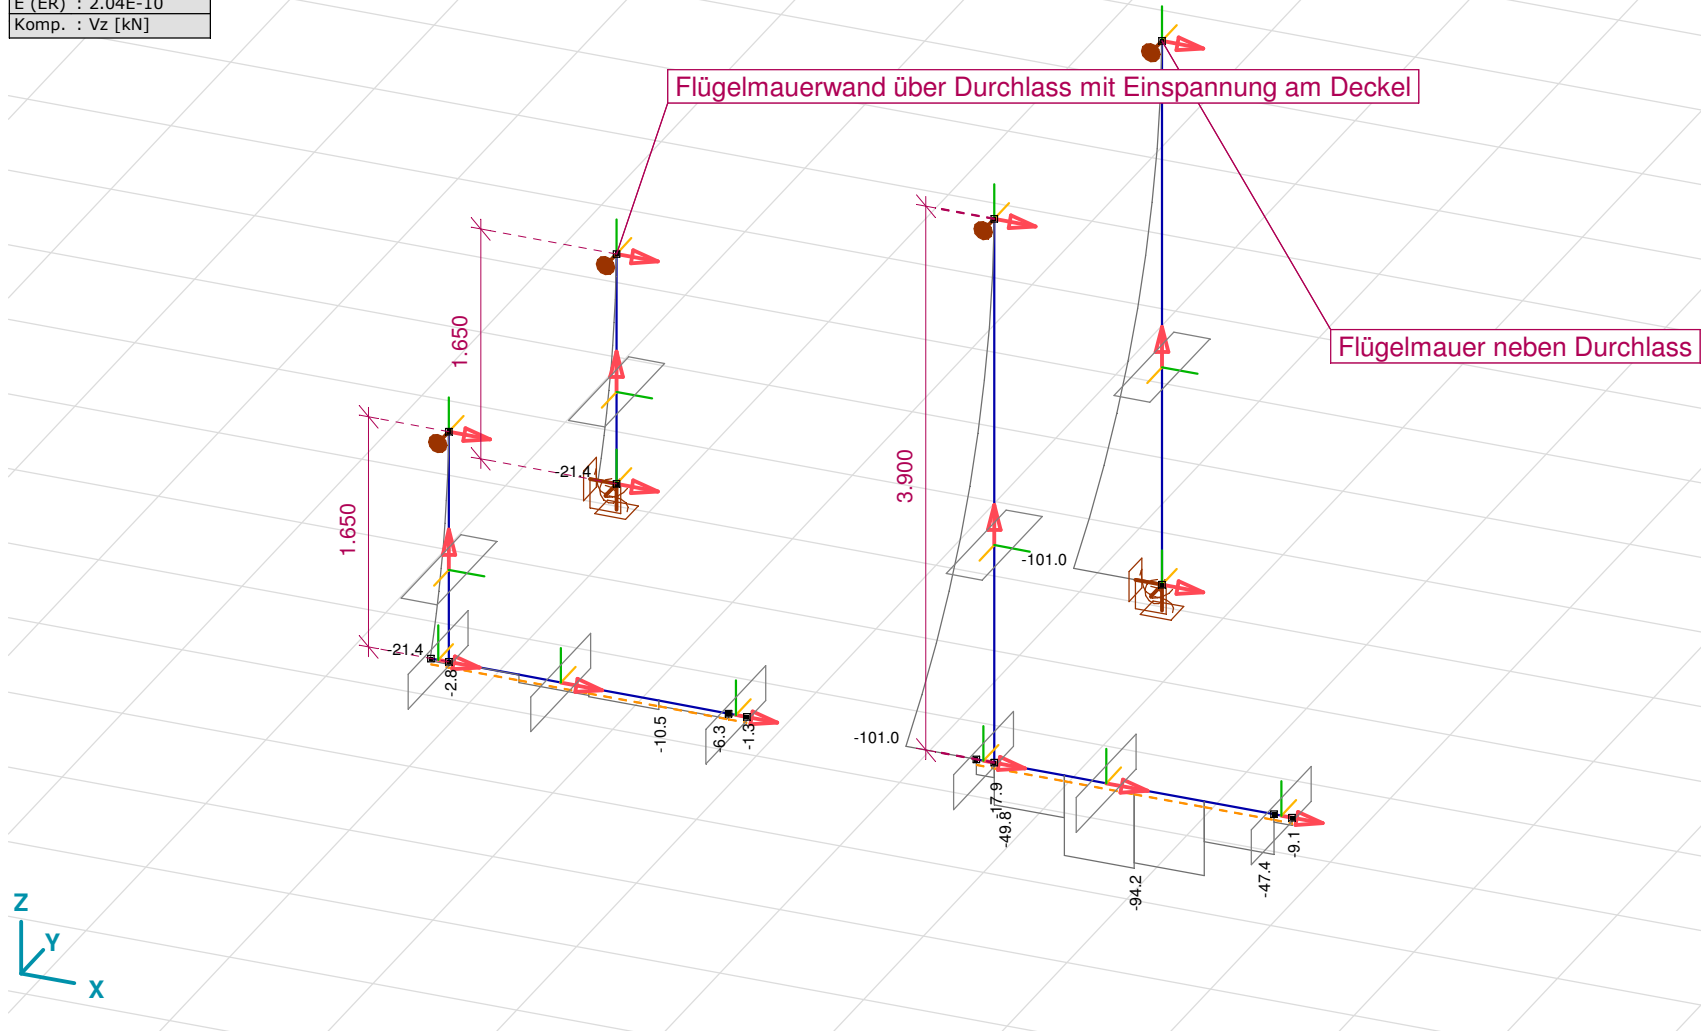 E (ER) : 2.04E-10
Komp. : Vz [kN]
Flügelmauerwand über Durchlass mit Einspannung am Deckel
Flügelmauer neben Durchlass
1.650
1.650
3.900
-21.4
-21.4
-2.8
-10.5
-6.3
-1.3
-101.0
-101.0
-17.9
-49.8
-94.2
-47.4
-9.1
Z
Y
X